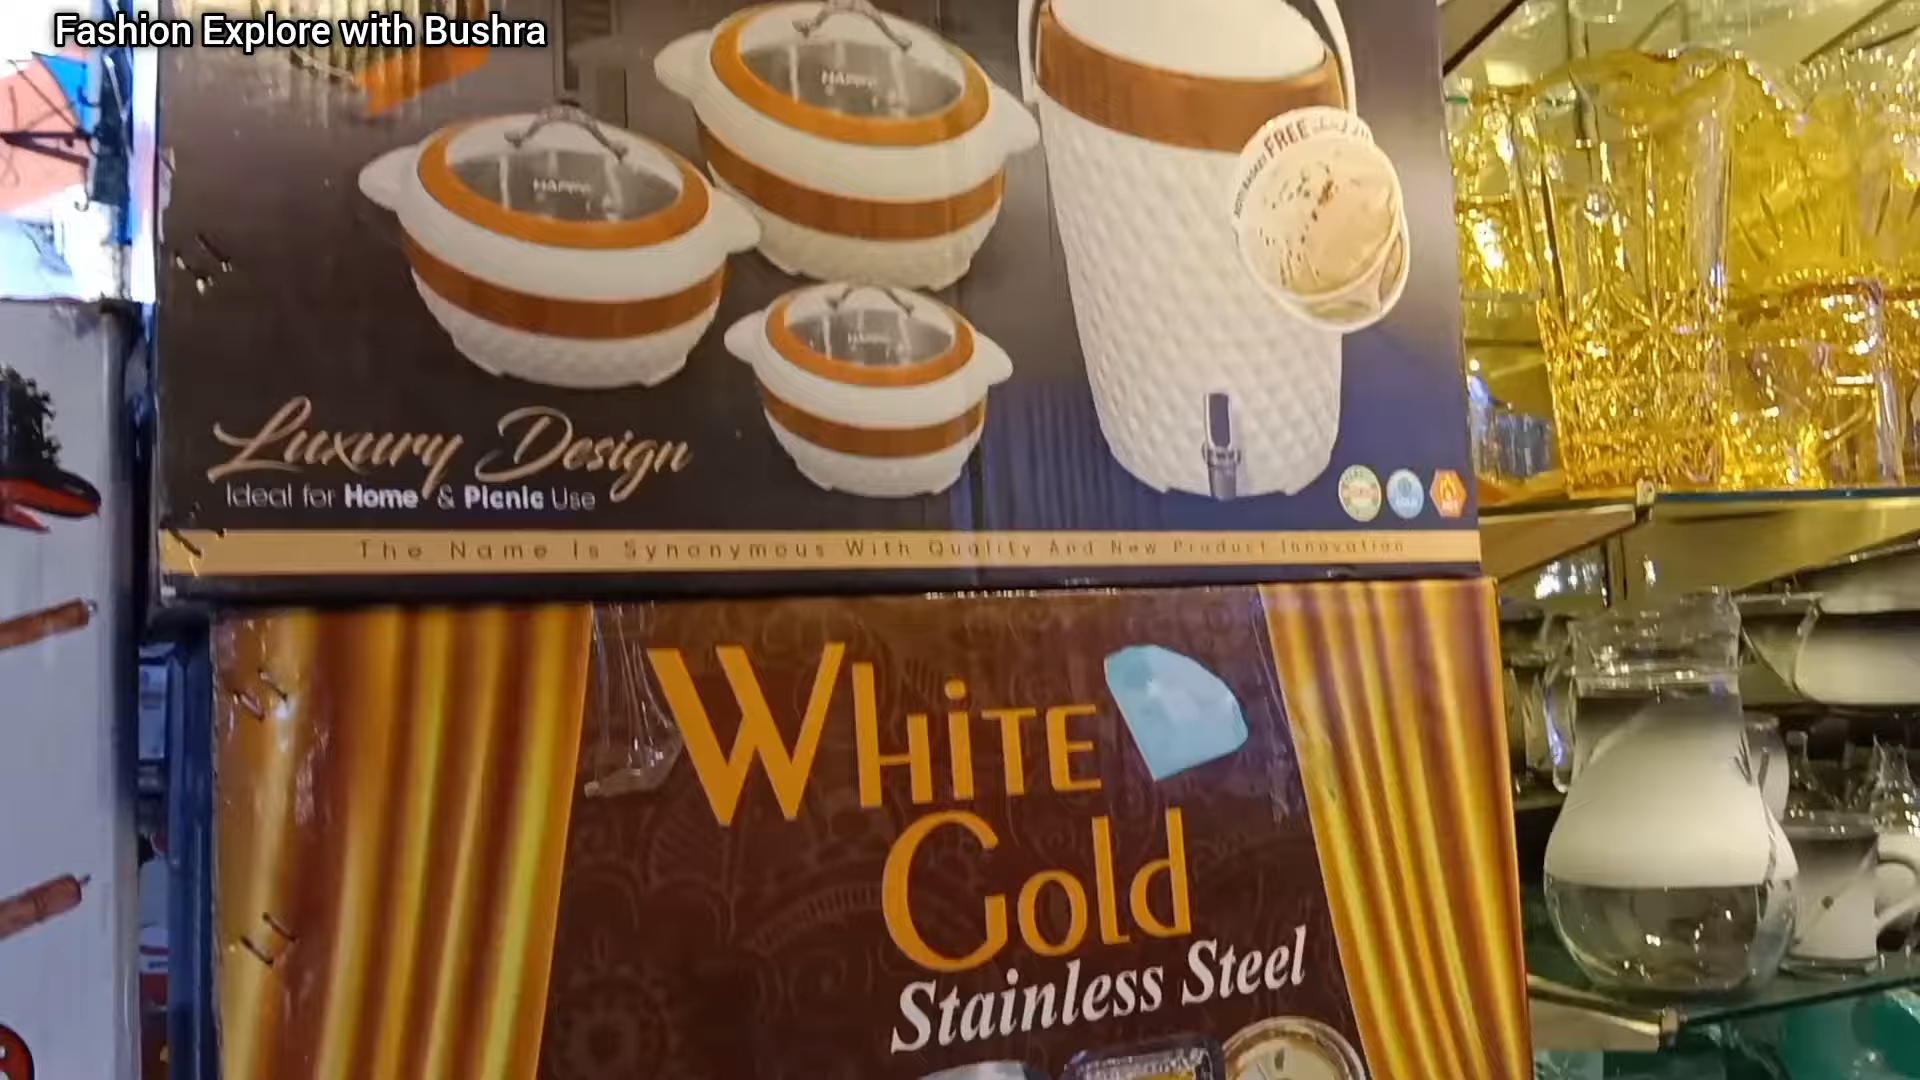 Fashion Explore with Bushra
FREE
Luxury Design
Ideal for Home & Picnic Use
The Name Is Synonymous With Quality And New Product Innovation
WHiTE
Gold
Stainless Steel